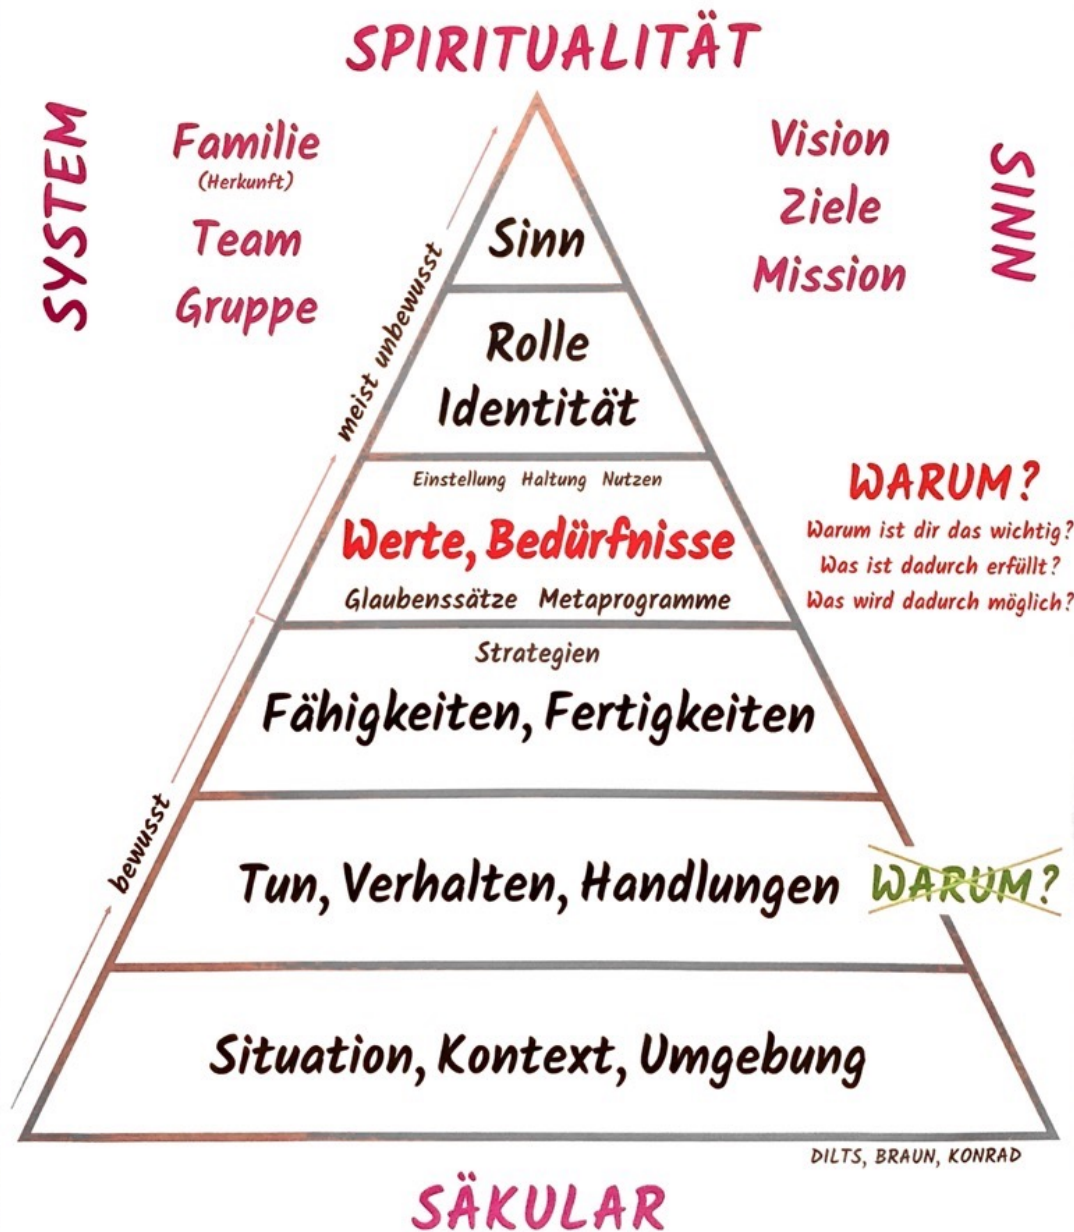 SPIRITUALITÄT
SYSTEM
Familie
(Herkunft)
Team
Gruppe
Vision
Ziele
Mission
SINN
meist unbewusst
bewusst
Sinn
Rolle
Identität
Einstellung Haltung Nutzen
Werte, Bedürfnisse
Glaubenssätze Metaprogramme
WARUM?
Warum ist dir das wichtig?
Was ist dadurch erfüllt?
Was wird dadurch möglich?
Strategien
Fähigkeiten, Fertigkeiten
Tun, Verhalten, Handlungen
WARUM?
Situation, Kontext, Umgebung
DILTS, BRAUN, KONRAD
SÄKULAR